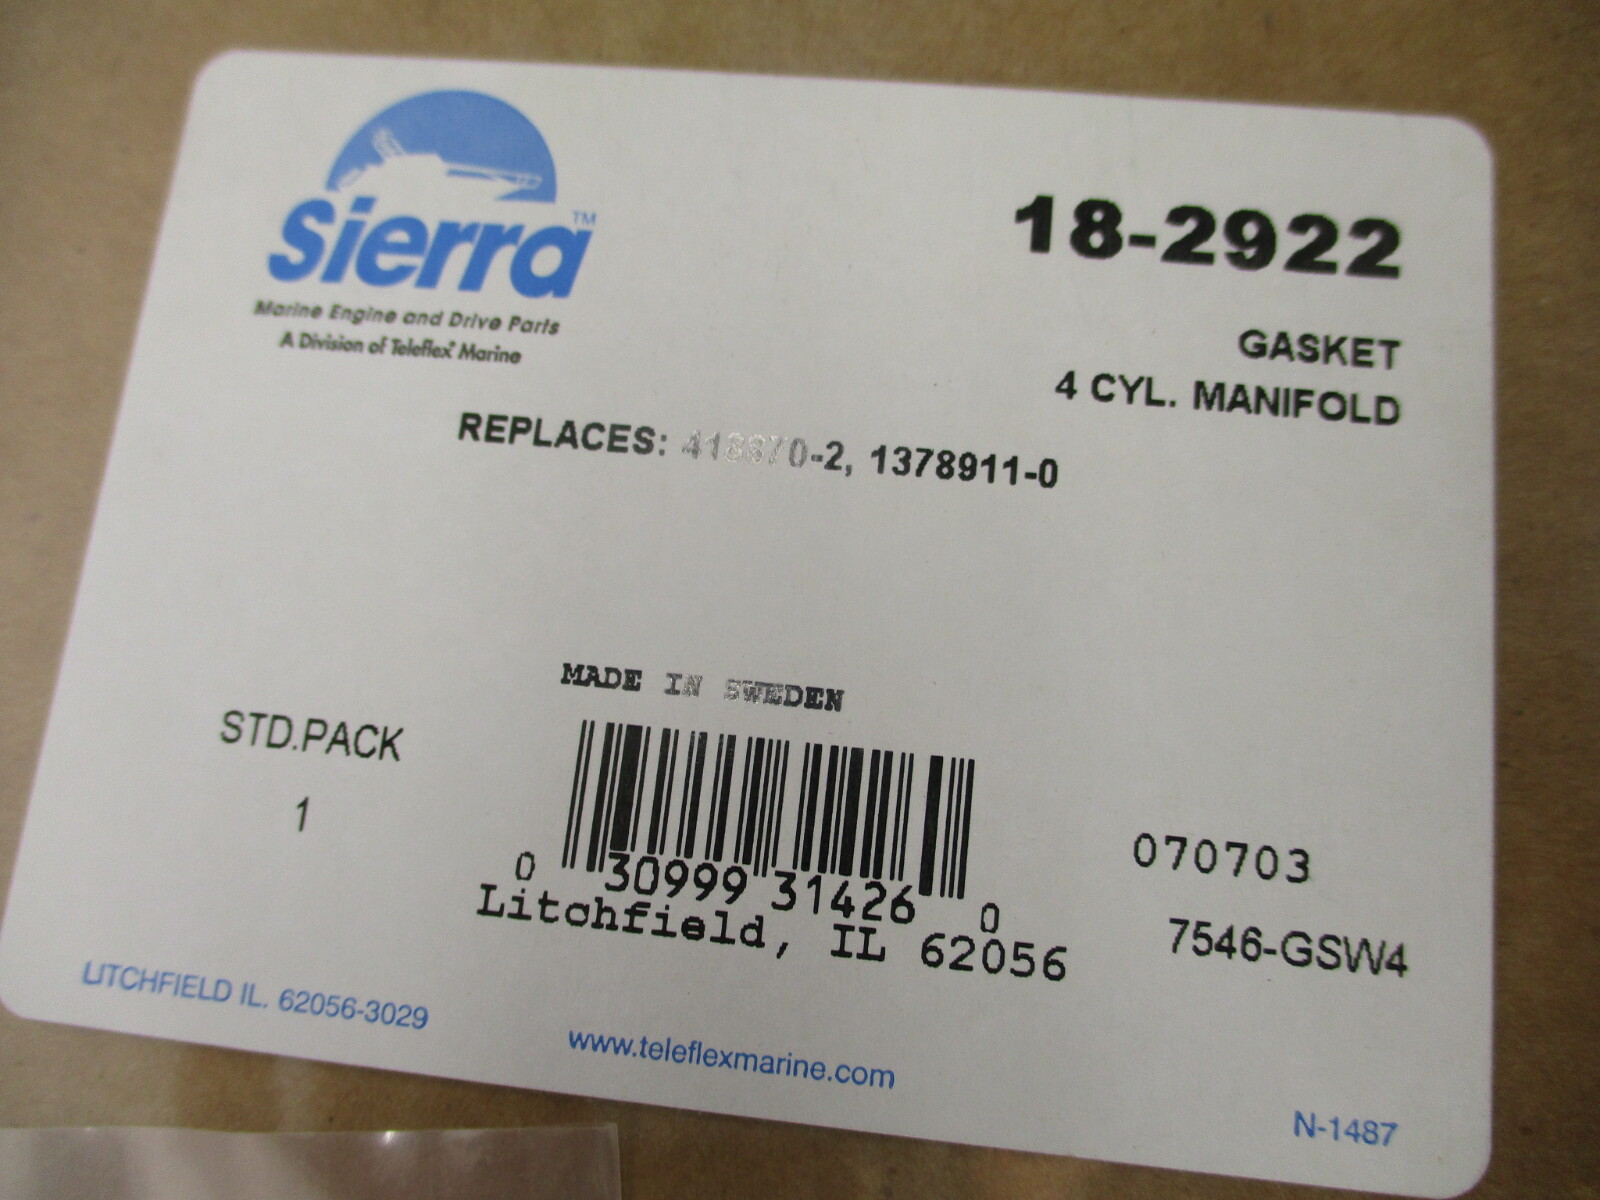 Sierra™
Marine Engine and Drive Parts
A Division of Teleflex® Marine
18-2922
GASKET
4 CYL. MANIFOLD
REPLACES: 418870-2, 1378911-0
MADE IN SWEDEN
STD.PACK
1
0 30999 31426 0
Litchfield, IL 62056
070703
7546-GSW4
LITCHFIELD IL. 62056-3029
www.teleflexmarine.com
N-1487